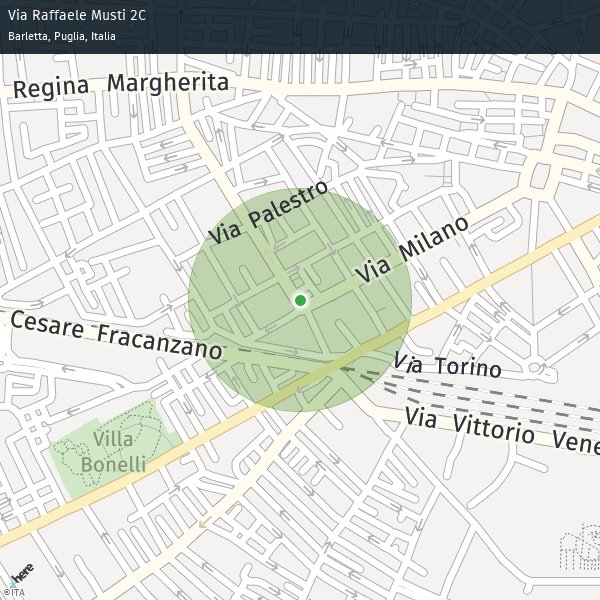 Via Raffaele Musti 2C
Barletta, Puglia, Italia
Regina Margherita
Via Palestro
Via Milano
Cesare Fracanzano
Via Torino
Via Vittorio Vene
Villa
Bonelli
here
©ITA